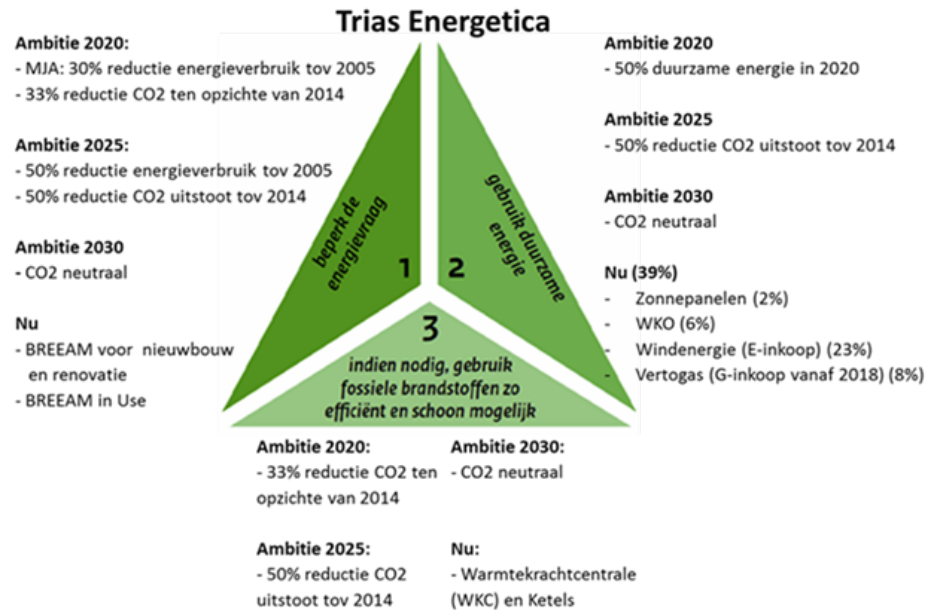 Trias Energetica
Ambitie 2020:
- MJA: 30% reductie energieverbruik tov 2005
- 33% reductie CO2 ten opzichte van 2014
Ambitie 2025:
- 50% reductie energieverbruik tov 2005
- 50% reductie CO2 uitstoot tov 2014
Ambitie 2030
- CO2 neutraal
Nu
- BREEAM voor nieuwbouw
en renovatie
- BREEAM in Use
beperk de
energievraag
1
2
gebruik duurzame
energie
3
indien nodig, gebruik
fossiele brandstoffen zo
efficiënt en schoon mogelijk
Ambitie 2020
- 50% duurzame energie in 2020
Ambitie 2025
- 50% reductie CO2 uitstoot tov 2014
Ambitie 2030
- CO2 neutraal
Nu (39%)
- Zonnepanelen (2%)
- WKO (6%)
- Windenergie (E-inkoop) (23%)
- Vertogas (G-inkoop vanaf 2018) (8%)
Ambitie 2020:
- 33% reductie CO2 ten
opzichte van 2014
Ambitie 2030:
- CO2 neutraal
Ambitie 2025:
- 50% reductie CO2
uitstoot tov 2014
Nu:
- Warmtekrachtcentrale
(WKC) en Ketels